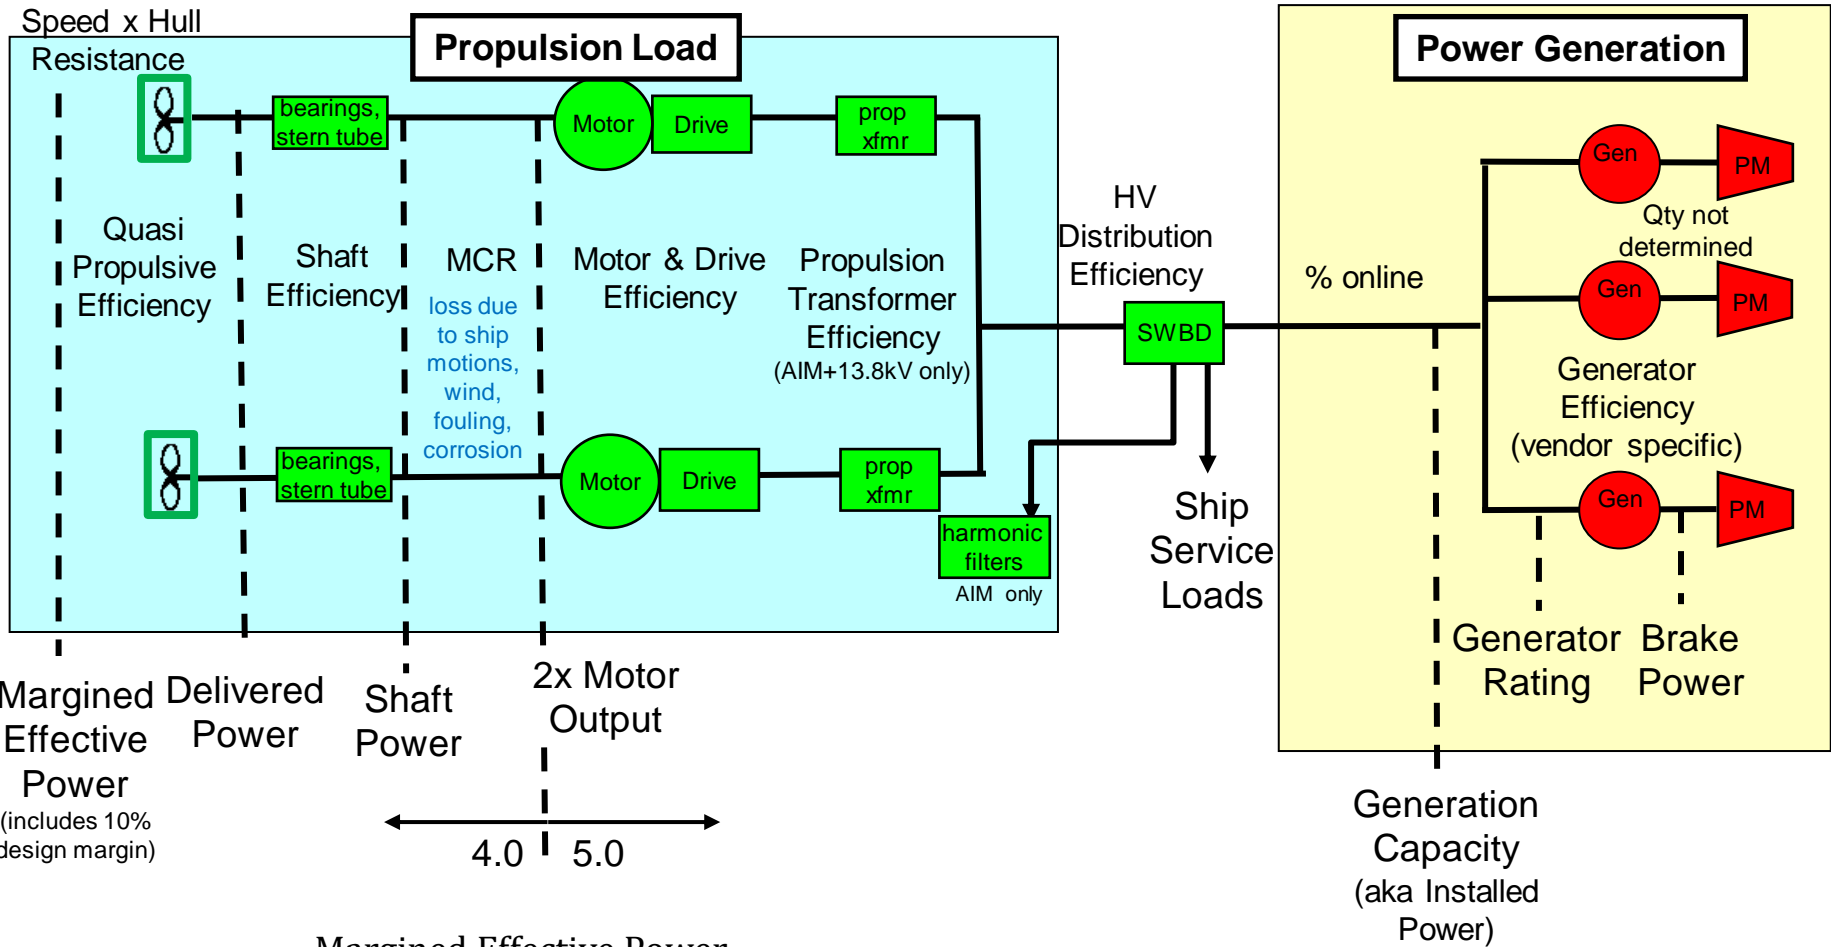 Speed x Hull
Resistance
Propulsion Load
Power Generation
bearings,
stern tube
Motor
Drive
prop
xfmr
Gen
PM
Qty not
determined
HV
Distribution
Efficiency
Quasi
Propulsive
Efficiency
Shaft
Efficiency
MCR
loss due
to ship
motions,
wind,
fouling,
corrosion
Motor & Drive
Efficiency
Propulsion
Transformer
Efficiency
(AIM+13.8kV only)
SWBD
% online
Gen
PM
Generator
Efficiency
(vendor specific)
bearings,
stern tube
Motor
Drive
prop
xfmr
harmonic
filters
AIM only
Ship
Service
Loads
Gen
PM
Generator
Rating
Brake
Power
Margined
Effective
Power
(includes 10%
design margin)
Delivered
Power
Shaft
Power
2x Motor
Output
4.0
5.0
Generation
Capacity
(aka Installed
Power)
Margined Effective Power